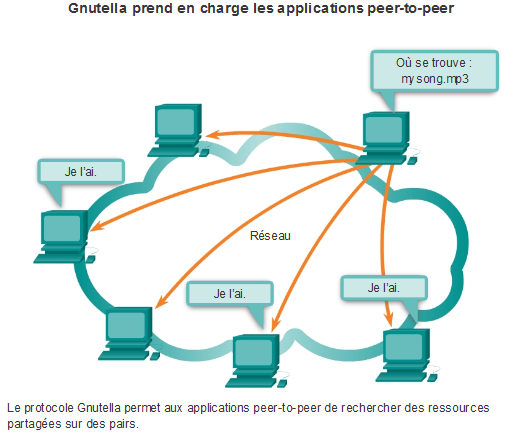 Gnutella prend en charge les applications peer-to-peer
Où se trouve :
mysong.mp3
Je l'ai.
Réseau
Je l'ai.
Je l'ai.
Le protocole Gnutella permet aux applications peer-to-peer de rechercher des ressources
partagées sur des pairs.